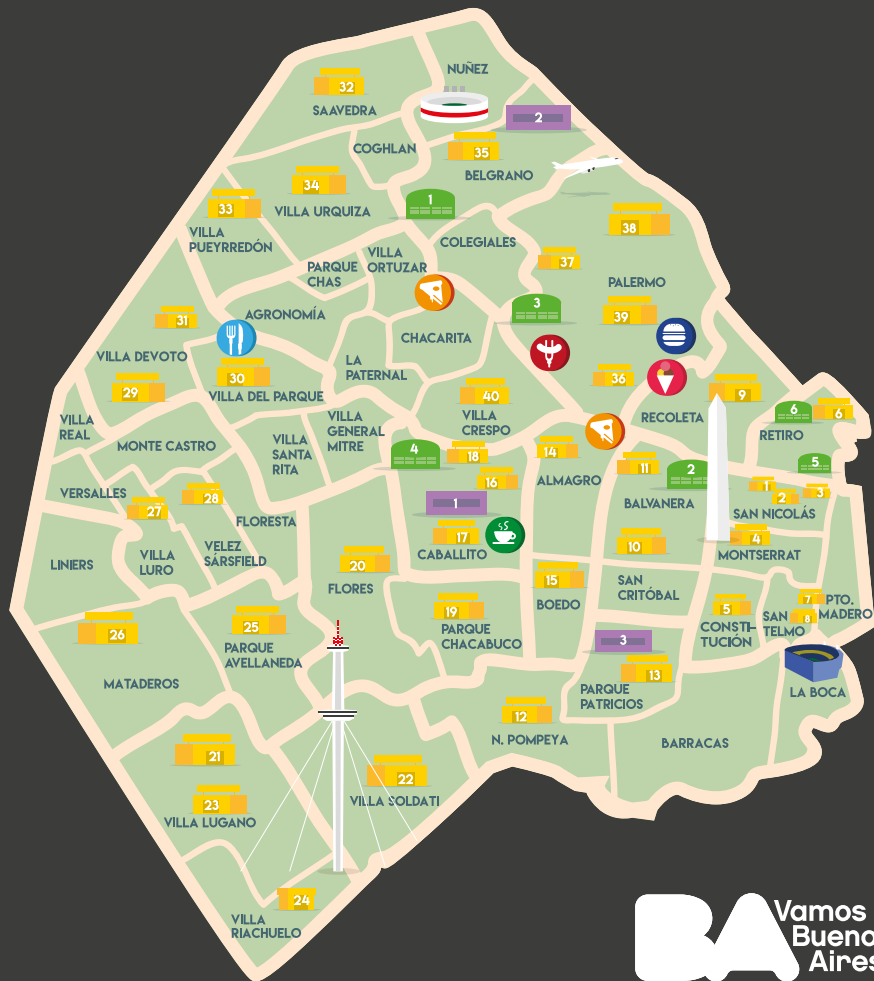 NUÑEZ
32
SAAVEDRA
2
COGHLAN
35
BELGRANO
34
VILLA URQUIZA
33
VILLA
PUEYRREDÓN
1
38
COLEGIALES
VILLA
ORTUZAR
PARQUE
CHAS
37
PALERMO
31
AGRONOMÍA
3
39
CHACARITA
VILLA DEVOTO
LA
PATERNAL
30
VILLA DEL PARQUE
29
36
40
9
VILLA
REAL
MONTE CASTRO
VILLA
SANTA
RITA
VILLA
GENERAL
MITRE
VILLA
CRESPO
RECOLETA
6
6
RETIRO
4
18
14
11
2
5
16
ALMAGRO
1
2
3
VERSALLES
27
28
FLORESTA
1
BALVANERA
SAN NICOLÁS
LINIERS
VILLA
LURO
VELEZ
SÁRSFIELD
17
CABALLITO
10
4
MONTSERRAT
20
FLORES
15
BOEDO
SAN
CRITÓBAL
19
PARQUE
CHACABUCO
5
CONSTI-
TUCIÓN
7
8
SAN
TELMO
PTO.
MADERO
26
25
PARQUE
AVELLANEDA
3
13
PARQUE
PATRICIOS
MATADEROS
LA BOCA
12
N. POMPEYA
BARRACAS
21
22
VILLA SOLDATI
23
VILLA LUGANO
24
VILLA
RIACHUELO
BA
Vamos
Bueno
Aires